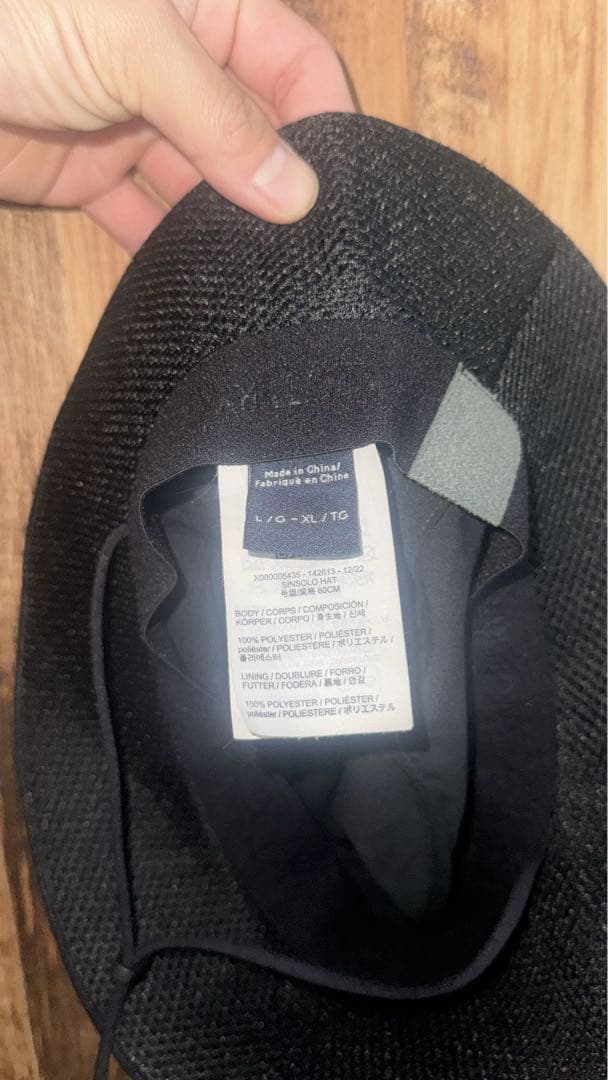 Made in China/
Fabriqué en Chine
L/G-XL/TG
X000005435 - 142613 - 12/22
SINSOLO HAT
号型/规格 60CM
BODY / CORPS / COMPOSICIÓN /
KÖRPER / CORPO / 身生地 / 신체
100% POLYESTER / POLIÉSTER /
poliéster / POLIESTERE / ポリエステル /
폴리에스터
LINING / DOUBLURE / FORRO /
FUTTER / FODERA / 裏地 / 안감
100% POLYESTER / POLIÉSTER /
poliéster / POLIESTERE / ポリエステル